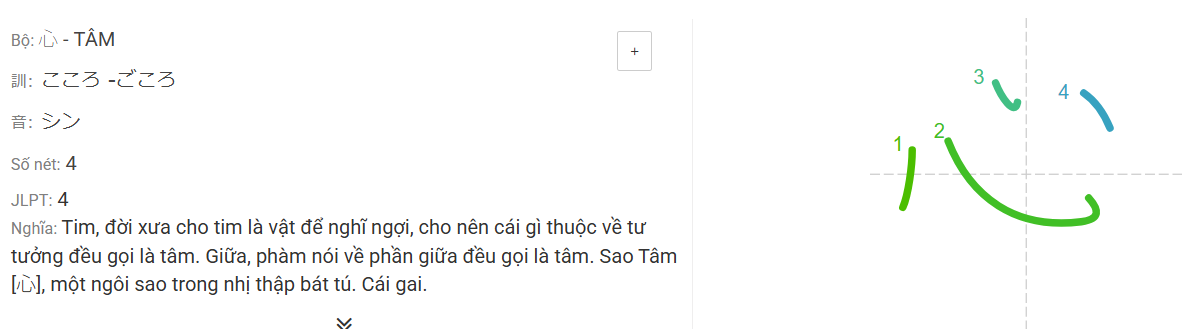 Bộ: 心 - TÂM
+
訓: こころ -ごころ
音: シン
Số nét: 4
JLPT: 4
Nghĩa: Tim, đời xưa cho tim là vật để nghĩ ngợi, cho nên cái gì thuộc về tư
tưởng đều gọi là tâm. Giữa, phàm nói về phần giữa đều gọi là tâm. Sao Tâm
[心], một ngôi sao trong nhị thập bát tú. Cái gai.
1
2
3
4